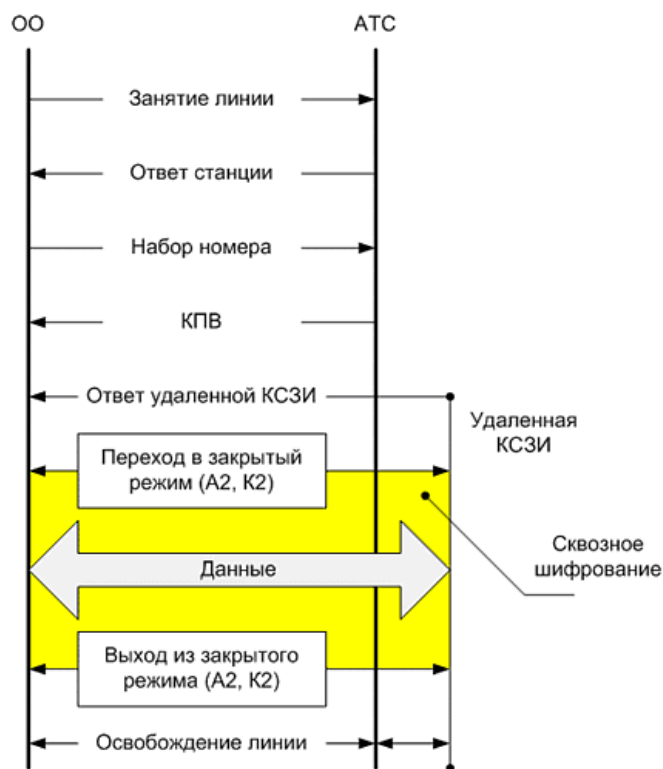 ОО
АТС
Занятие линии
Ответ станции
Набор номера
КПВ
Ответ удаленной КСЗИ
Удаленная
КСЗИ
Переход в закрытый
режим (А2, К2)
Сквозное
шифрование
Данные
Выход из закрытого
режима (А2, К2)
Освобождение линии